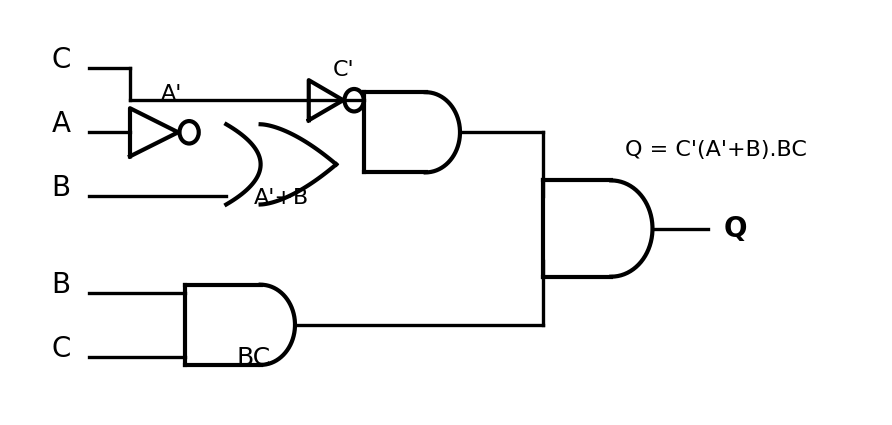 C
C'
A'
A
Q = C'(A'+B).BC
B
A'+B
Q
B
C
BC